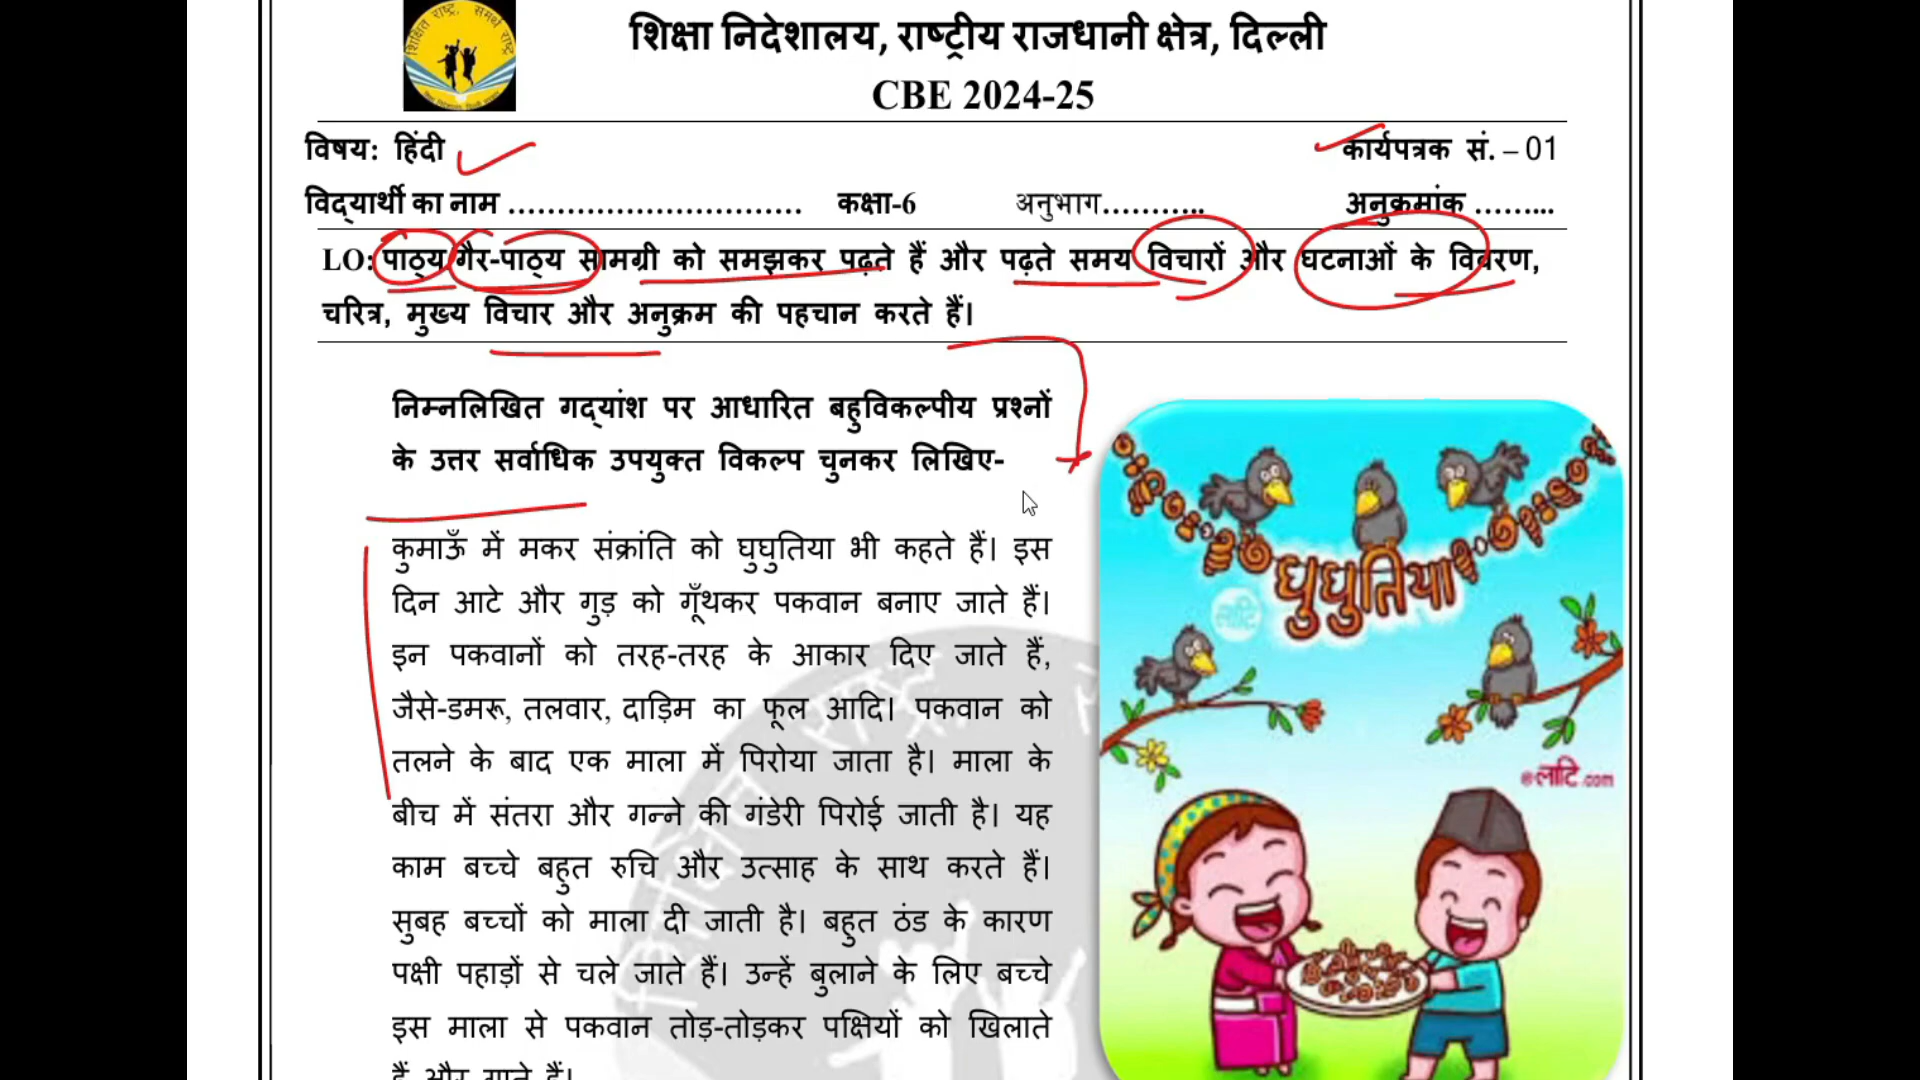 शिक्षित राष्ट्र, समर्थ राष्ट्र
शिक्षा निदेशालय, राष्ट्रीय राजधानी क्षेत्र, दिल्ली
CBE 2024-25
विषय: हिंदी
कार्यपत्रक सं. – 01
विद्यार्थी का नाम .............................. कक्षा-6 अनुभाग........... अनुक्रमांक ........
LO: पाठ्य गैर-पाठ्य सामग्री को समझकर पढ़ते हैं और पढ़ते समय विचारों और घटनाओं के विवरण,
चरित्र, मुख्य विचार और अनुक्रम की पहचान करते हैं।
निम्नलिखित गद्यांश पर आधारित बहुविकल्पीय प्रश्नों
के उत्तर सर्वाधिक उपयुक्त विकल्प चुनकर लिखिए-
कुमाऊँ में मकर संक्रांति को घुघुतिया भी कहते हैं। इस
दिन आटे और गुड़ को गूँथकर पकवान बनाए जाते हैं।
इन पकवानों को तरह-तरह के आकार दिए जाते हैं,
जैसे-डमरू, तलवार, दाड़िम का फूल आदि। पकवान को
तलने के बाद एक माला में पिरोया जाता है। माला के
बीच में संतरा और गन्ने की गंडेरी पिरोई जाती है। यह
काम बच्चे बहुत रुचि और उत्साह के साथ करते हैं।
सुबह बच्चों को माला दी जाती है। बहुत ठंड के कारण
पक्षी पहाड़ों से चले जाते हैं। उन्हें बुलाने के लिए बच्चे
इस माला से पकवान तोड़-तोड़कर पक्षियों को खिलाते
हैं और गाते हैं।
घुघुतिया
लाटि
@लाटि.com